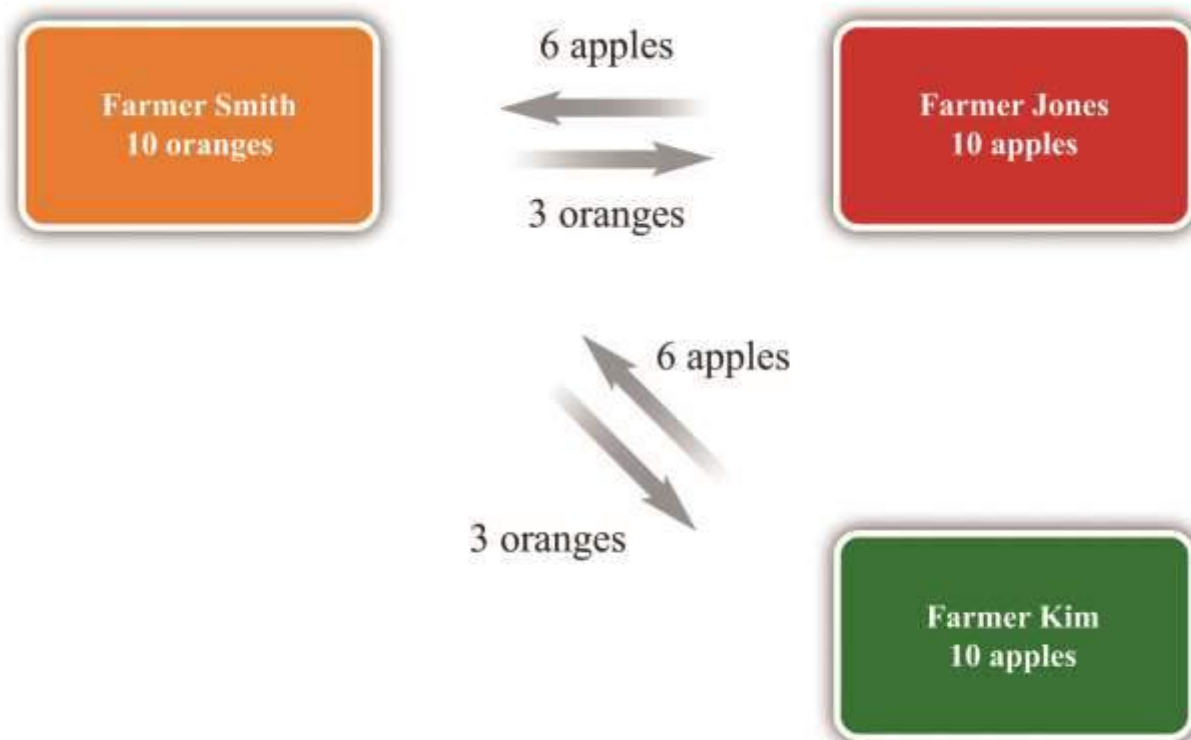 6 apples
Farmer Smith
10 oranges
Farmer Jones
10 apples
3 oranges
6 apples
3 oranges
Farmer Kim
10 apples